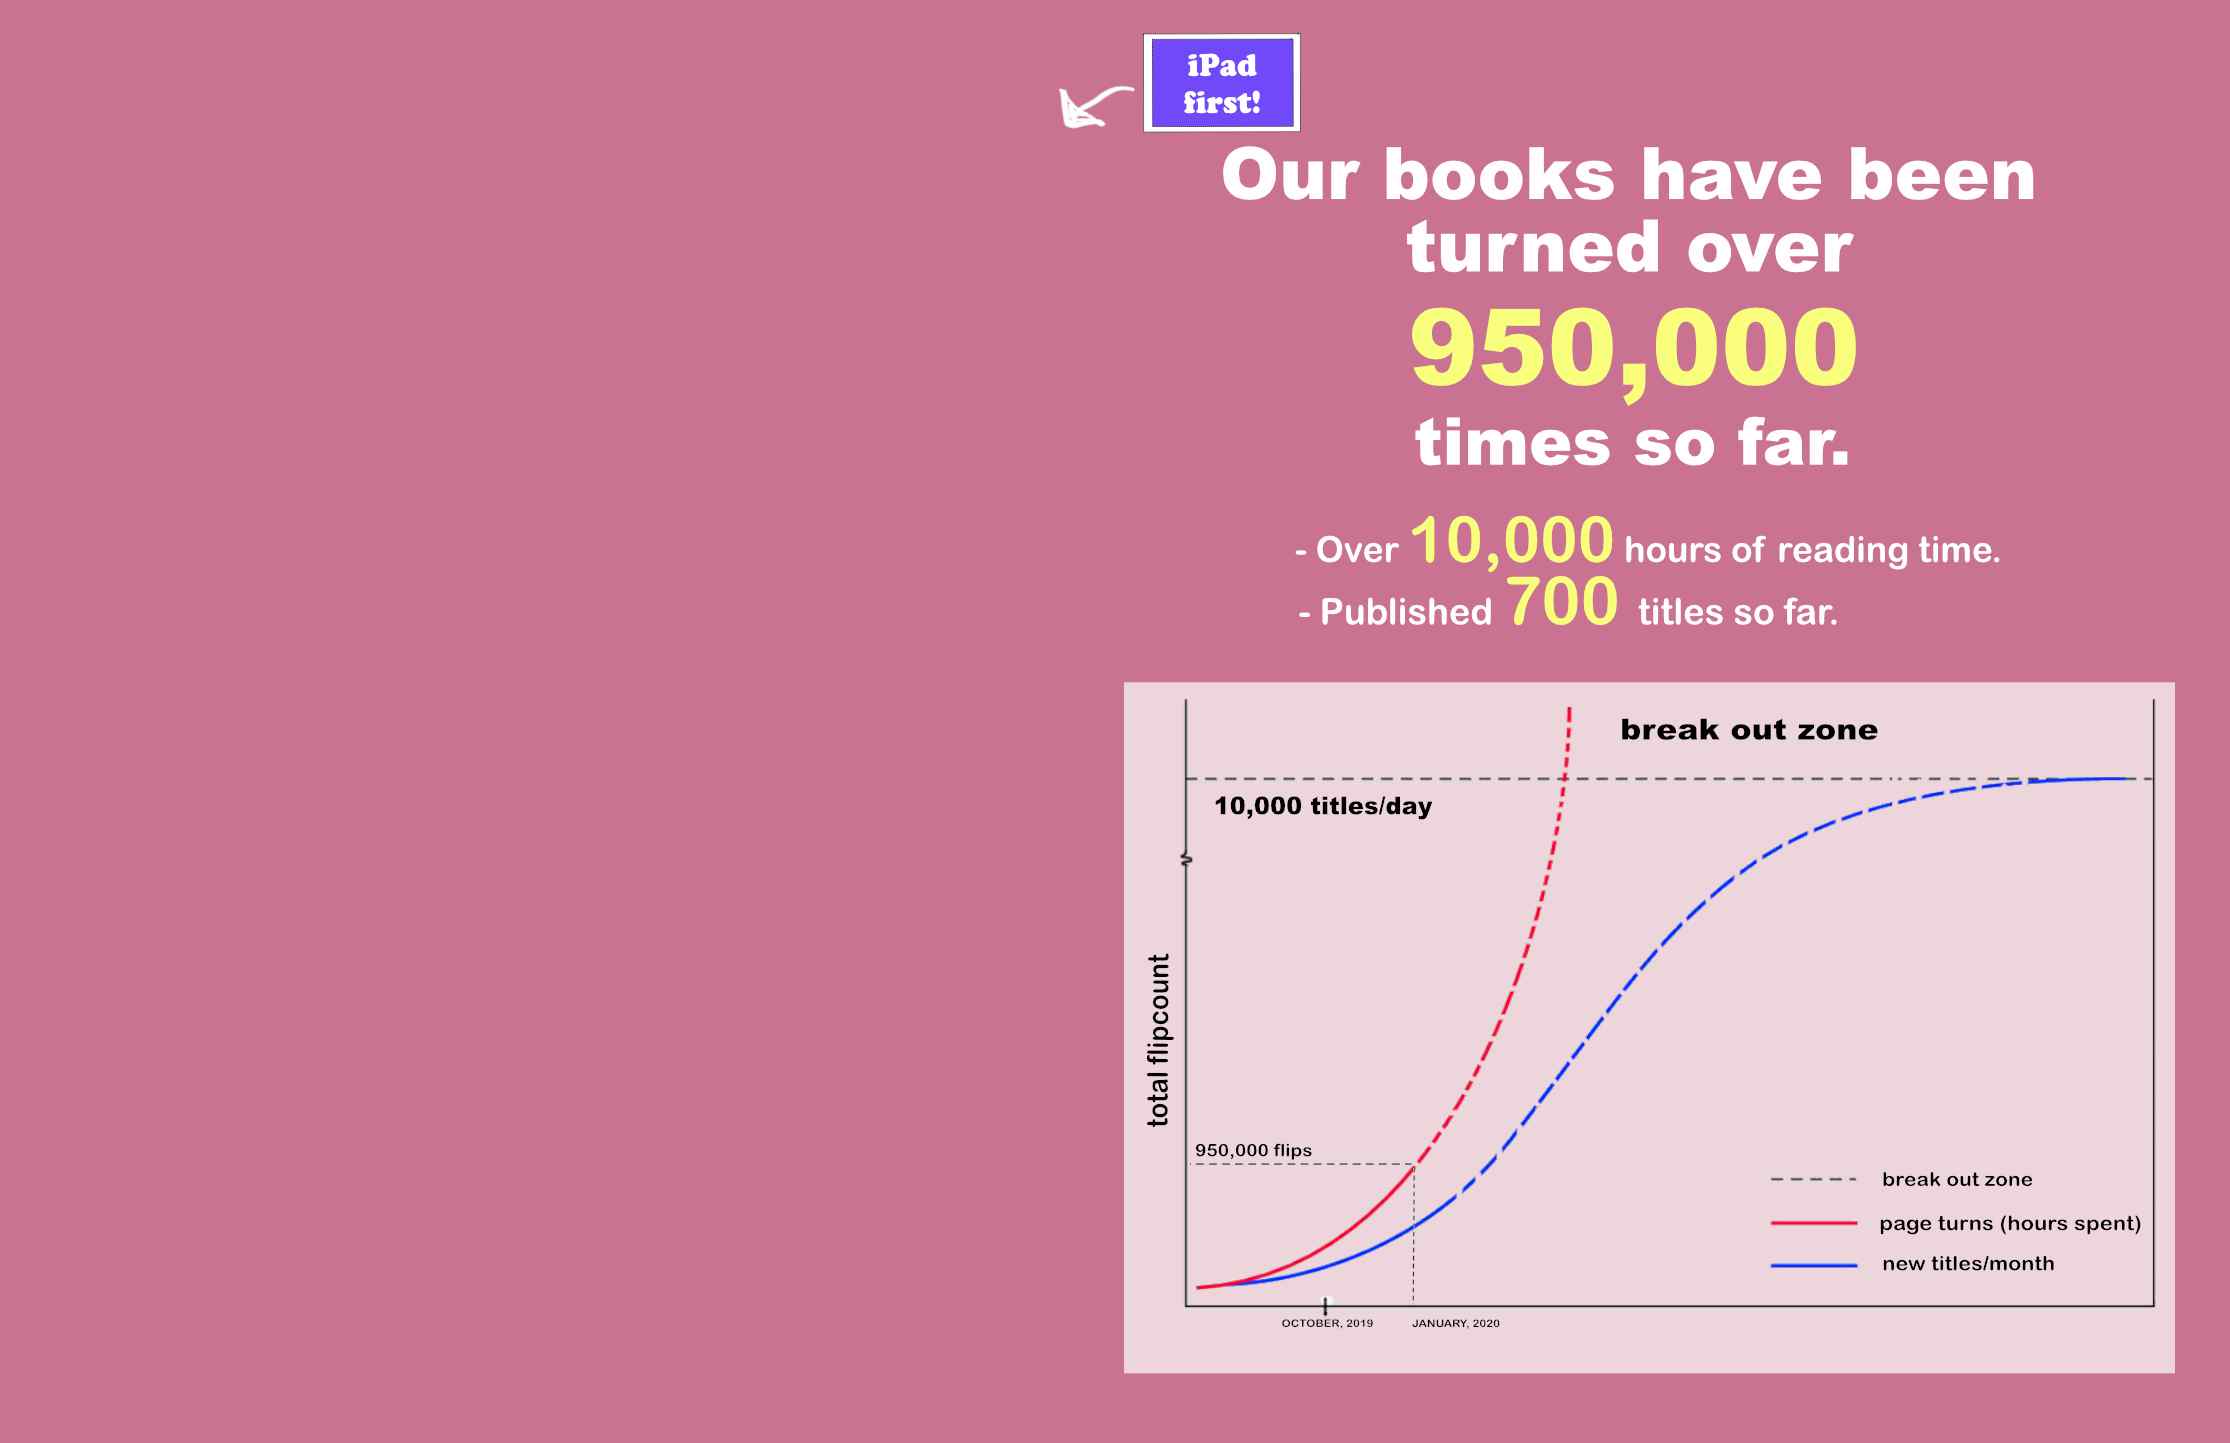 iPad
first!
Our books have been
turned over
950,000
times so far.
- Over 10,000 hours of reading time.
- Published 700 titles so far.
break out zone
10,000 titles/day
total flipcount
950,000 flips
break out zone
page turns (hours spent)
new titles/month
OCTOBER, 2019
JANUARY, 2020